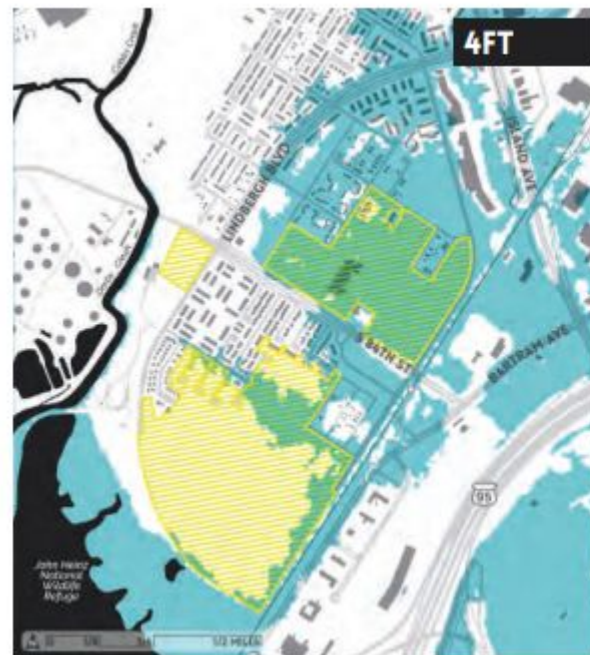 4FT
ISLAND AVE
LINDBERGH BLVD
S 84TH ST
BARTRAM AVE
95
John Heinz
National
Wildlife
Refuge
1/2 MILES